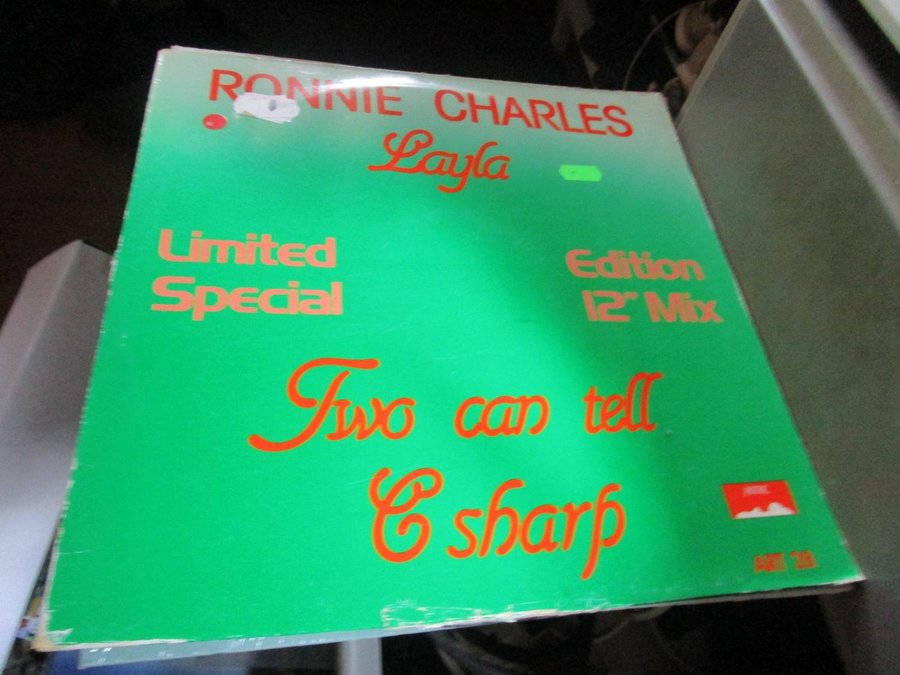 RONNIE CHARLES
Layla
Limited Edition
Special 12" Mix
Two can tell
C sharp